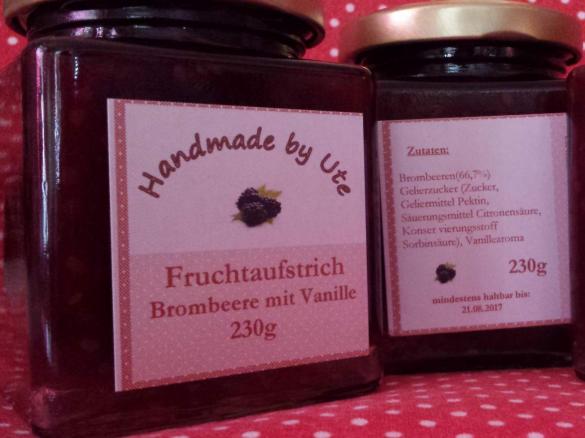 Handmade by Ute
Fruchtaufstrich
Brombeere mit Vanille
230g
Zutaten:
Brombeeren(66,7%)
Gelierzucker (Zucker,
Geliermittel Pektin,
Säuerungsmittel Citronensäure,
Konser vierungsstoff
Sorbinsäure), Vanillearoma
230g
mindestens haltbar bis:
21.08.2017